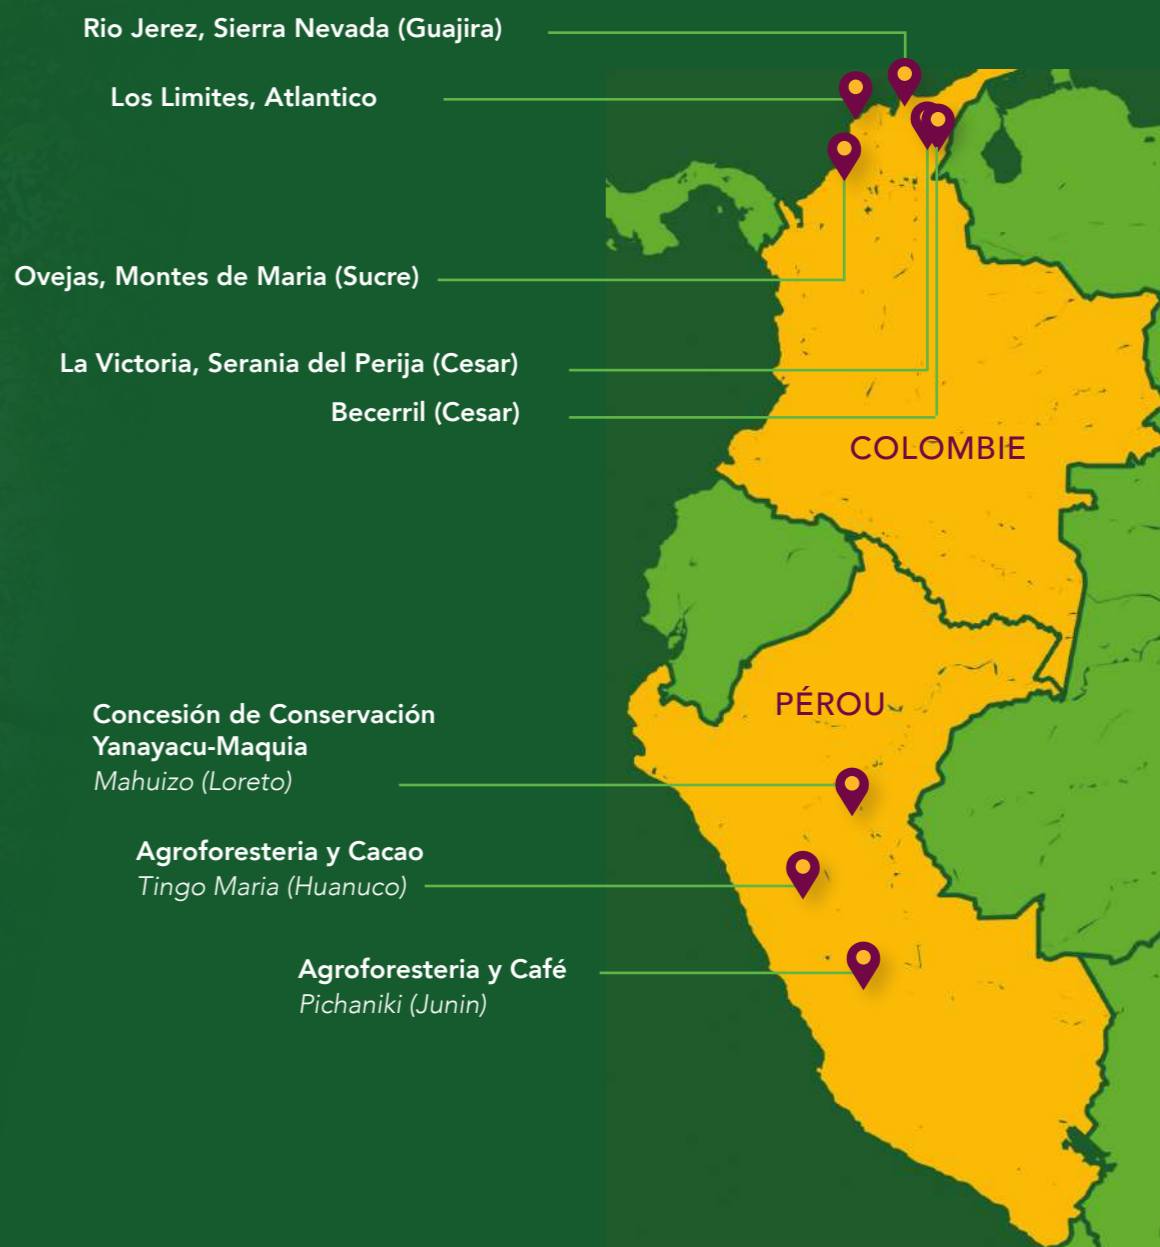 Rio Jerez, Sierra Nevada (Guajira)
Los Limites, Atlantico
Ovejas, Montes de Maria (Sucre)
La Victoria, Serania del Perija (Cesar)
Becerril (Cesar)
COLOMBIE
PÉROU
Concesión de Conservación
Yanayacu-Maquia
Mahuizo (Loreto)
Agroforesteria y Cacao
Tingo Maria (Huanuco)
Agroforesteria y Café
Pichaniki (Junin)